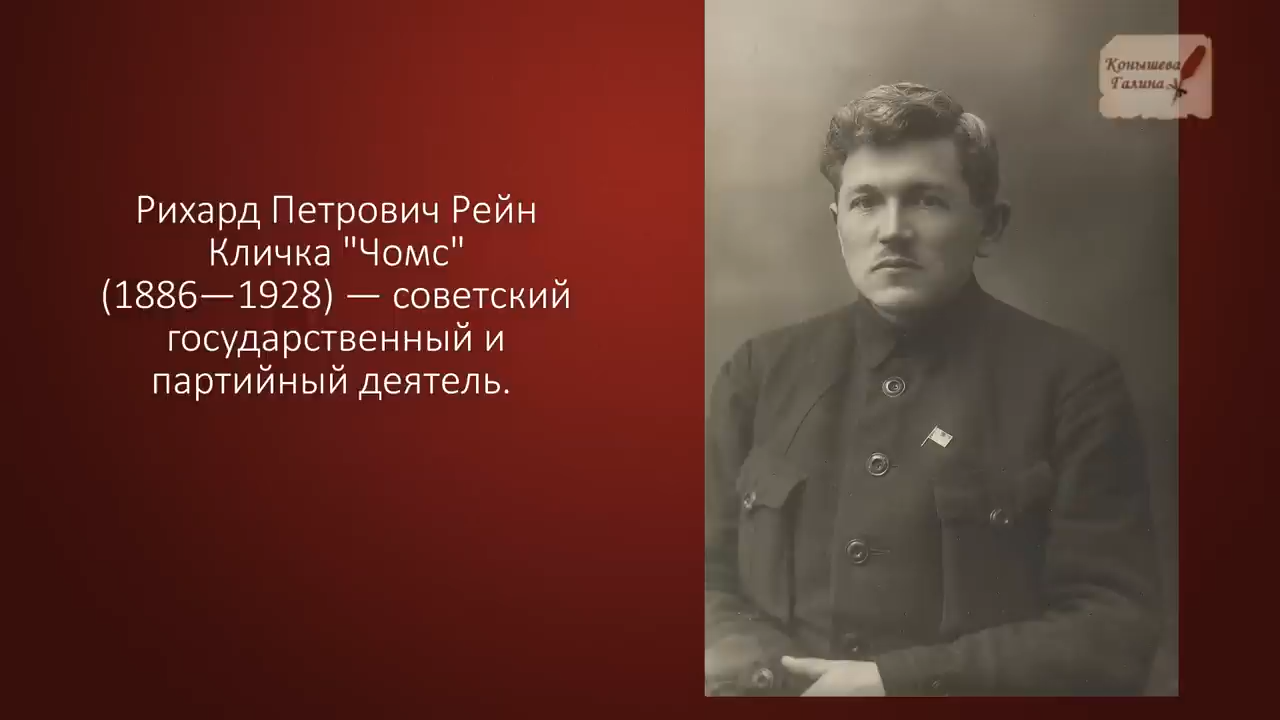 Рихард Петрович Рейн
Кличка "Чомс"
(1886—1928) — советский
государственный и
партийный деятель.
Конышева
Галина